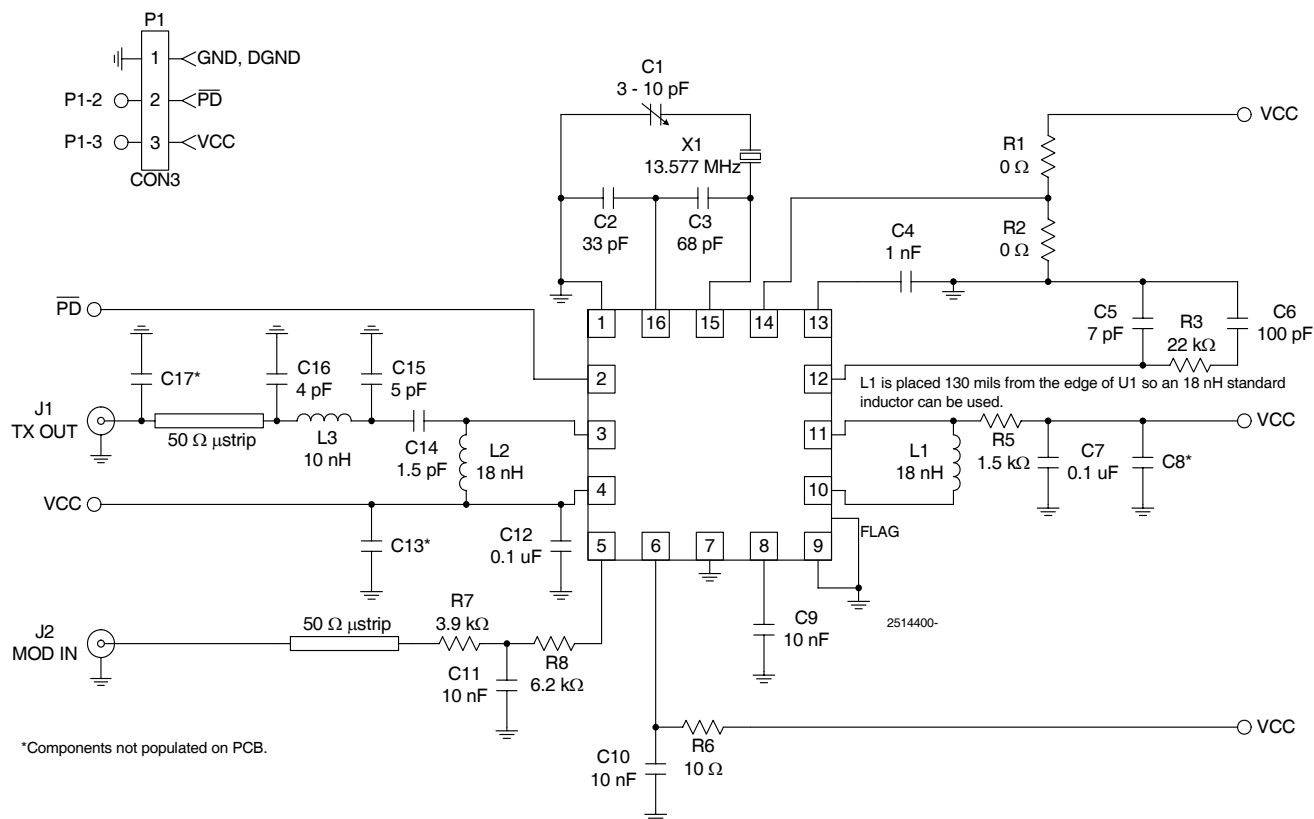 P1
1
GND, DGND
P1-2
2
PD
P1-3
3
VCC
CON3
C1
3 - 10 pF
X1
13.577 MHz
C2
33 pF
C3
68 pF
VCC
R1
0 Ω
R2
0 Ω
C4
1 nF
C5
7 pF
R3
22 kΩ
C6
100 pF
PD
1
16
15
14
13
2
12
L1 is placed 130 mils from the edge of U1 so an 18 nH standard
inductor can be used.
C17*
C16
4 pF
C15
5 pF
J1
TX OUT
50 Ω µstrip
L3
10 nH
C14
1.5 pF
L2
18 nH
3
11
L1
18 nH
R5
1.5 kΩ
C7
0.1 uF
C8*
VCC
VCC
4
10
C13*
C12
0.1 uF
5
6
7
8
9
FLAG
2514400-
J2
MOD IN
50 Ω µstrip
R7
3.9 kΩ
C11
10 nF
R8
6.2 kΩ
C9
10 nF
*Components not populated on PCB.
C10
10 nF
R6
10 Ω
VCC